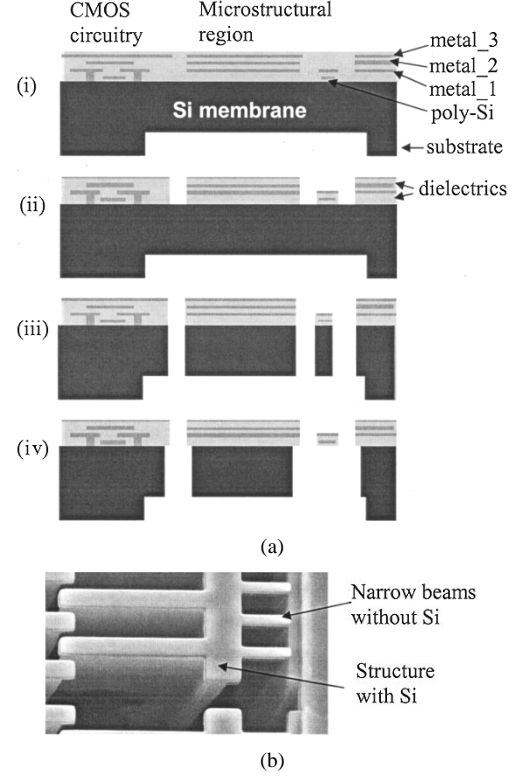 CMOS circuitry
Microstructural region
metal_3
metal_2
metal_1
poly-Si
(i)
Si membrane
substrate
(ii)
dielectrics
(iii)
(iv)
(a)
Narrow beams
without Si
Structure
with Si
(b)